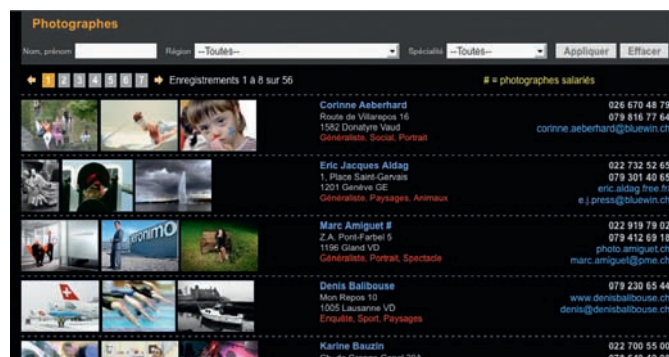 Photographes
Nom, prénom Région --Toutes-- Spécialité --Toutes-- Appliquer Effacer
1 2 3 4 5 6 7 Enregistrements 1 à 8 sur 56 # = photographes salariés
Corinne Aeberhard 026 670 48 79
Route de Villarepos 16 079 816 77 64
1582 Donatyre Vaud corinne.aeberhard@bluewin.ch
Généraliste, Social, Portrait
Eric Jacques Aldag 022 732 52 65
1, Place Saint-Gervais 079 301 40 65
1201 Genève GE eric.aldag.free.fr
Généraliste, Paysages, Animaux e.j.press@bluewin.ch
eronimo
Marc Amiguet # 022 919 79 02
Z.A. Pont-Farbel 5 079 412 69 18
1196 Gland VD photo.amiguet.ch
Généraliste, Portrait, Spectacle marc.amiguet@pme.ch
Denis Balibouse 079 230 65 44
Mon Repos 10 www.denisbalibouse.ch
1005 Lausanne VD denis@denisbalibouse.ch
Enquête, Sport, Paysages
Karine Bauzin 022 700 55 00